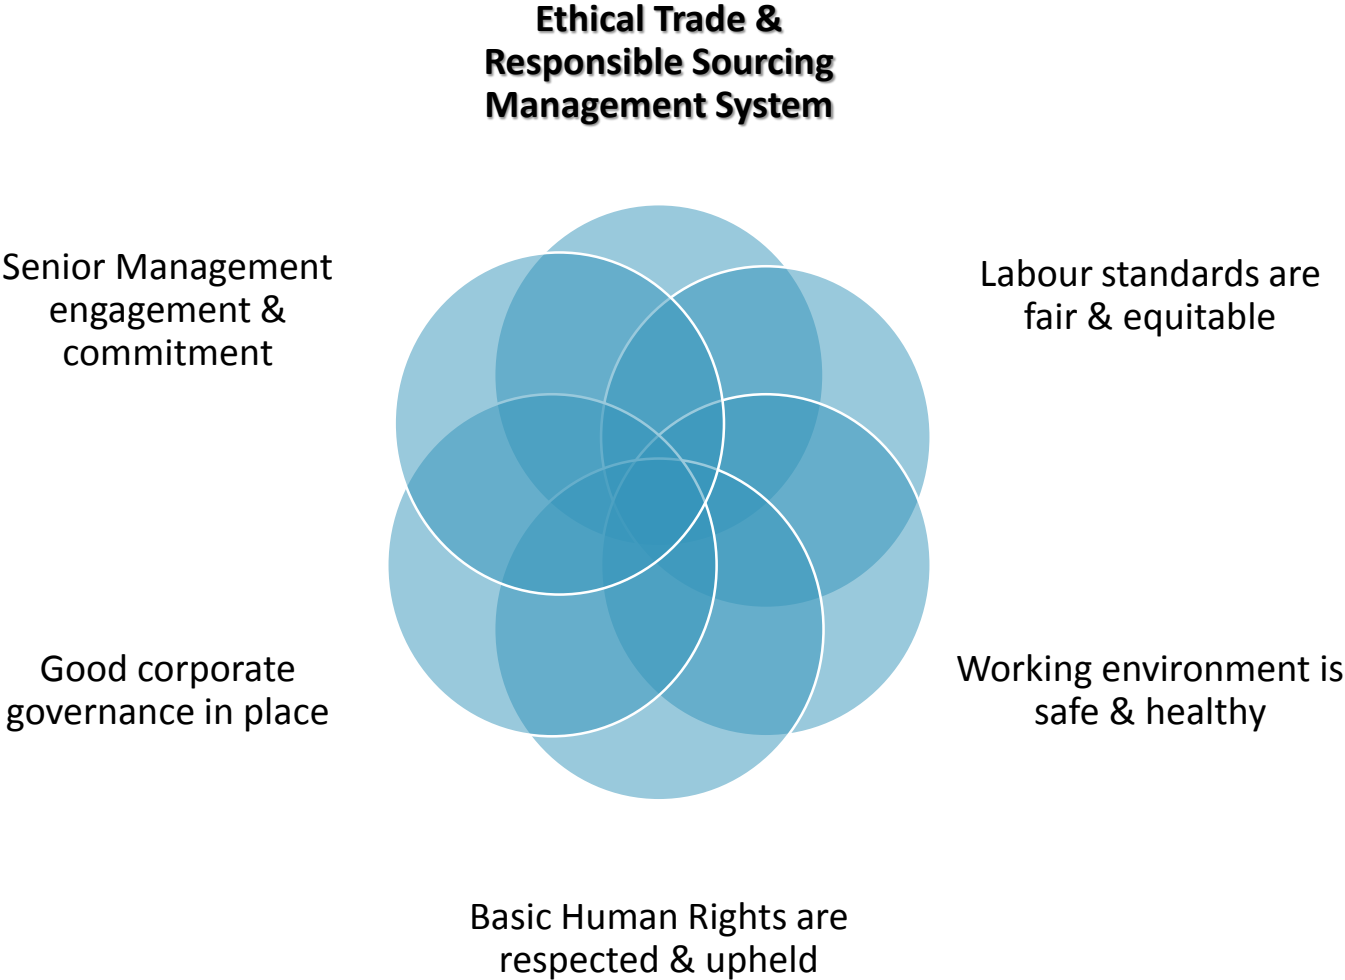 Ethical Trade &
Responsible Sourcing
Management System
Senior Management
engagement &
commitment
Labour standards are
fair & equitable
Good corporate
governance in place
Working environment is
safe & healthy
Basic Human Rights are
respected & upheld